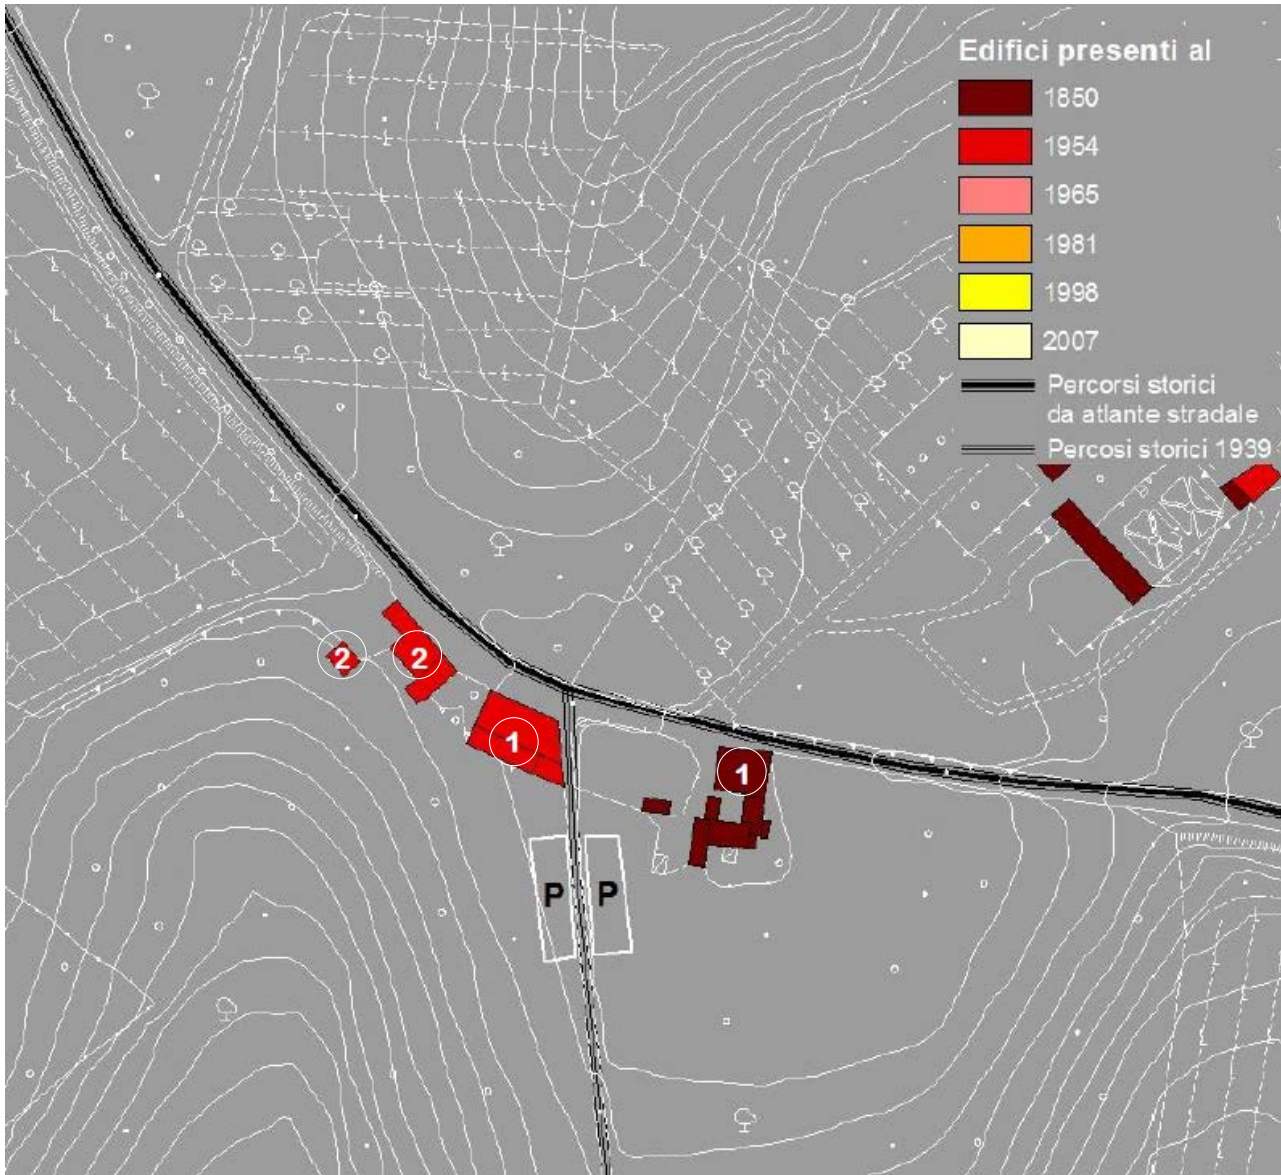 Edifici presenti al
1850
1954
1965
1981
1998
2007
Percorsi storici
da atlante stradale
Percosi storici 1939
2
2
1
1
P
P